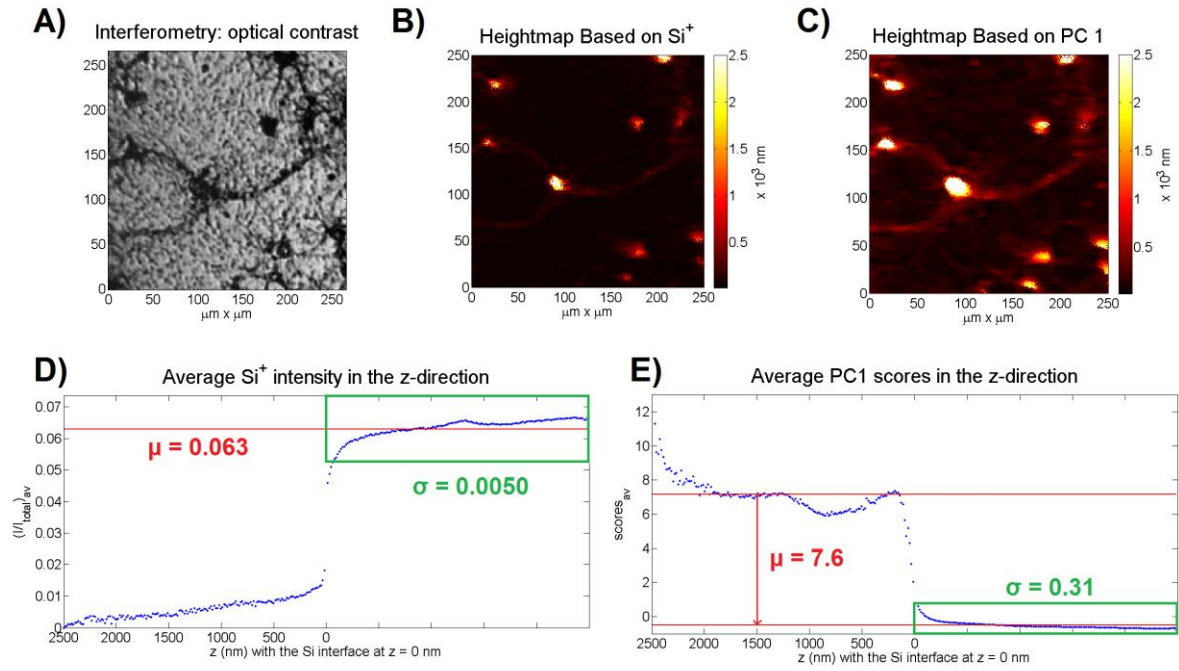 A) Interferometry: optical contrast
250
200
150
100
50
0
0 50 100 150 200 250
μm x μm
B) Heightmap Based on Si⁺
250
200
150
100
50
0
0 50 100 150 200 250
μm x μm
2.5
2
1.5
1
0.5
x 10³ nm
C) Heightmap Based on PC 1
250
200
150
100
50
0
0 50 100 150 200 250
μm x μm
2.5
2
1.5
1
0.5
x 10³ nm
D) Average Si⁺ intensity in the z-direction
0.07
0.06
0.05
0.04
0.03
0.02
0.01
0
(I/I_total)_av
μ = 0.063
σ = 0.0050
2500 2000 1500 1000 500 0
z (nm) with the Si interface at z = 0 nm
E) Average PC1 scores in the z-direction
12
10
8
6
4
2
0
scores_av
μ = 7.6
σ = 0.31
2500 2000 1500 1000 500 0
z (nm) with the Si interface at z = 0 nm